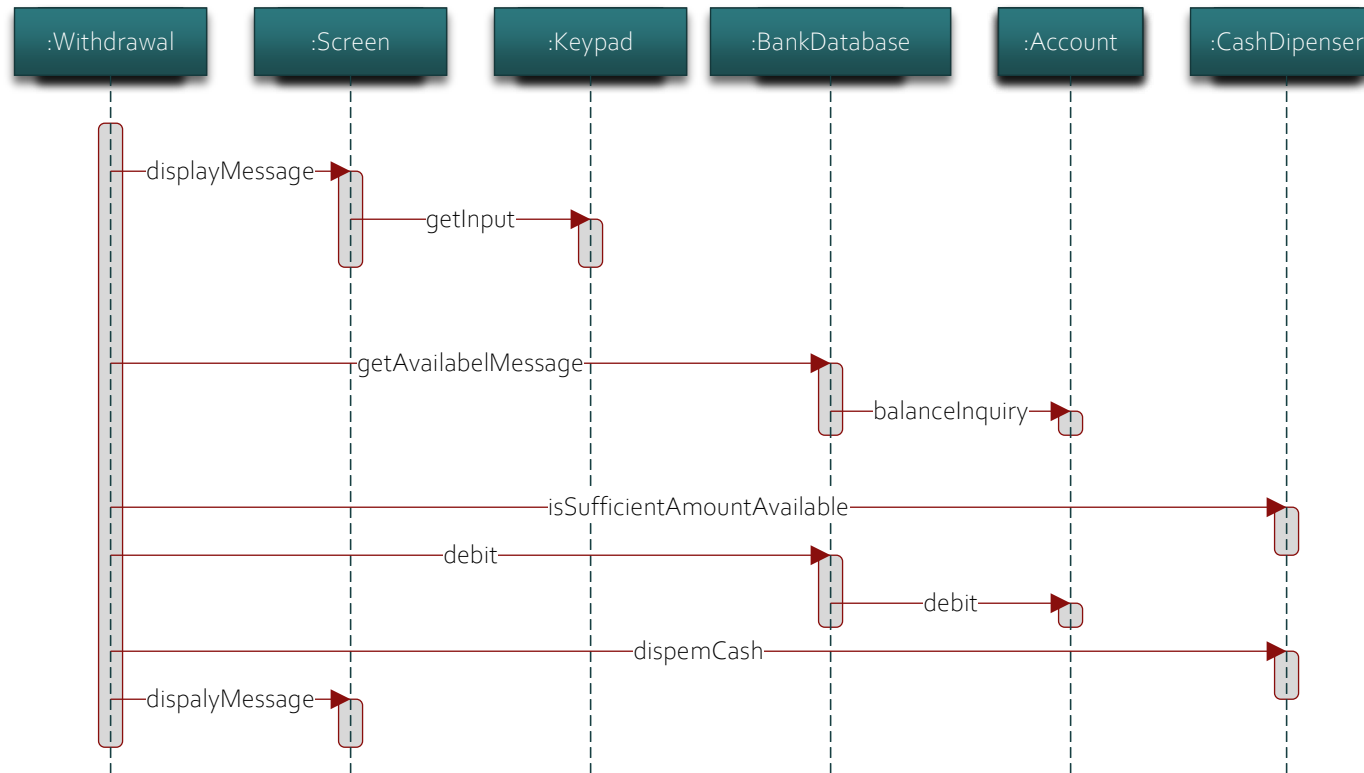 :Withdrawal :Screen :Keypad :BankDatabase :Account :CashDipenser
displayMessage
getInput
getAvailabelMessage
balanceInquiry
isSufficientAmountAvailable
debit
debit
dispemCash
dispalyMessage